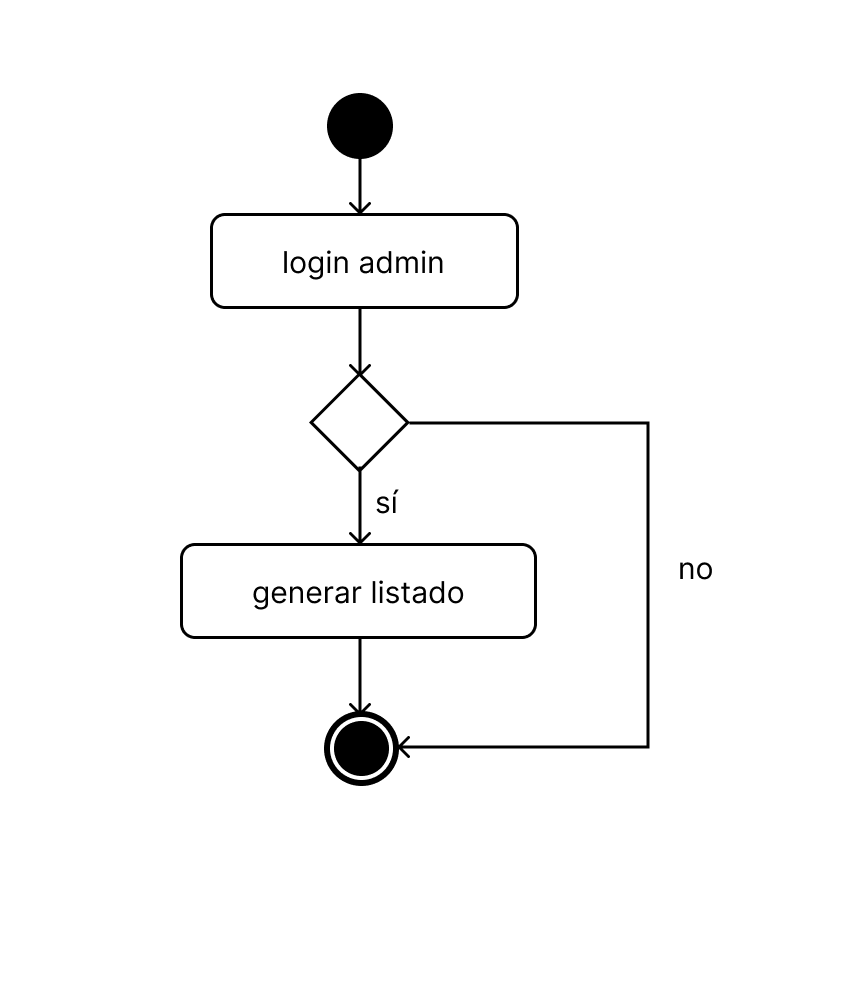 login admin
sí
generar listado
no